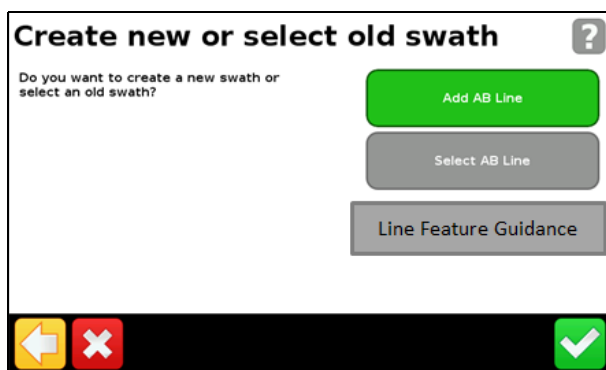 Create new or select old swath
?
Do you want to create a new swath or
select an old swath?
Add AB Line
Select AB Line
Line Feature Guidance